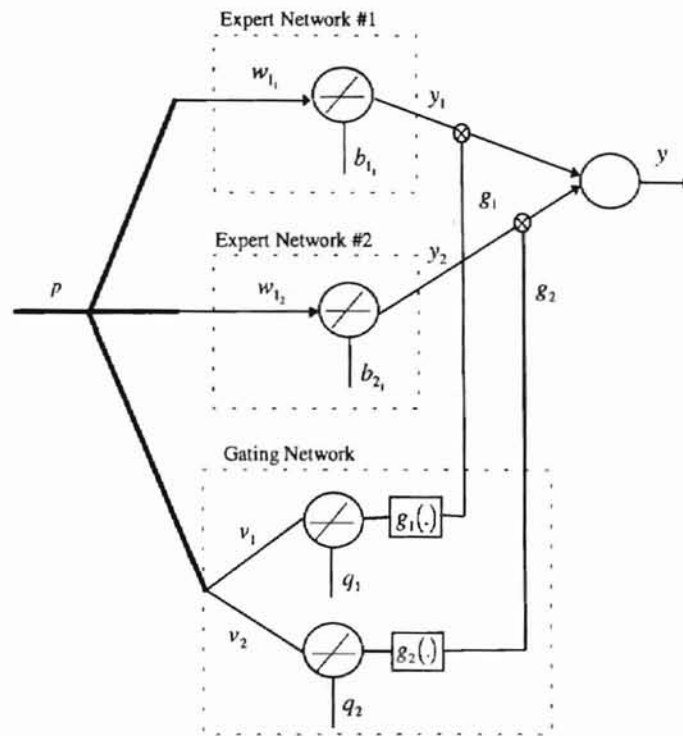 Expert Network #1
w₁₁
y₁
b₁₁
y
g₁
Expert Network #2
p
w₁₂
y₂
g₂
b₂₁
Gating Network
v₁
g₁(.)
q₁
v₂
g₂(.)
q₂